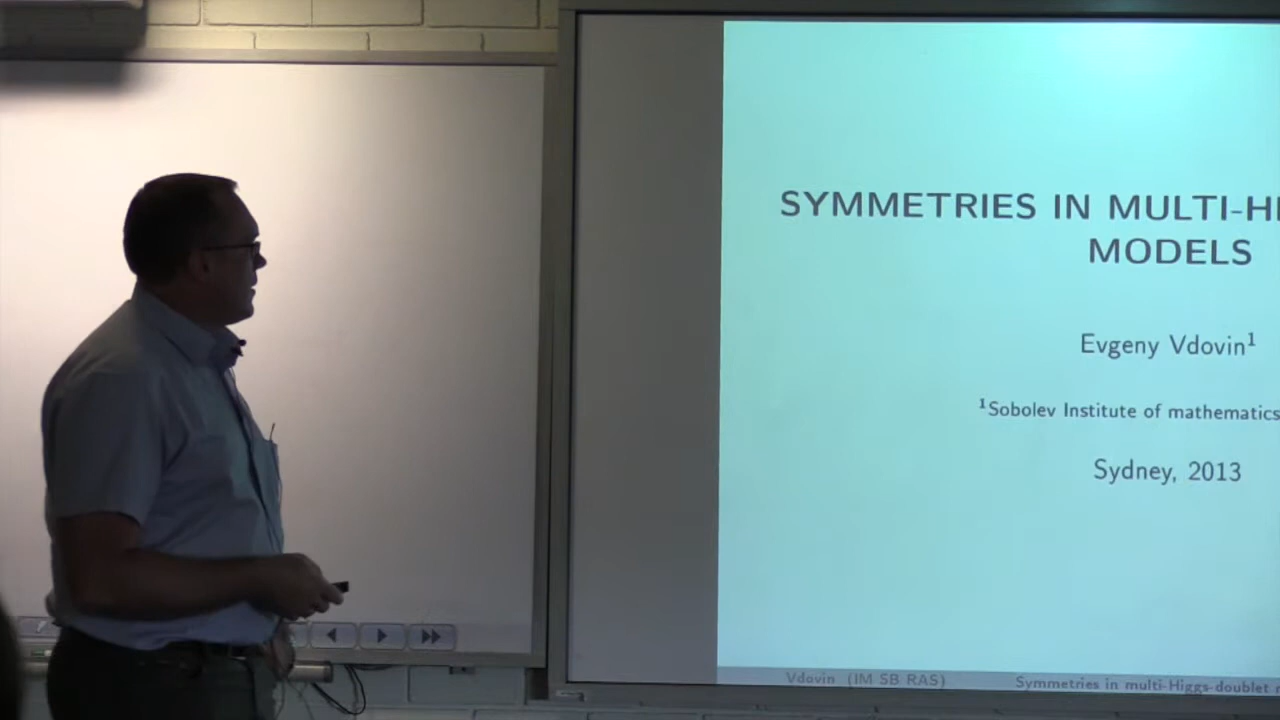 SYMMETRIES IN MULTI-HI
MODELS
Evgeny Vdovin¹
¹Sobolev Institute of mathematics
Sydney, 2013
Vdovin (IM SB RAS) Symmetries in multi-Higgs-doublet